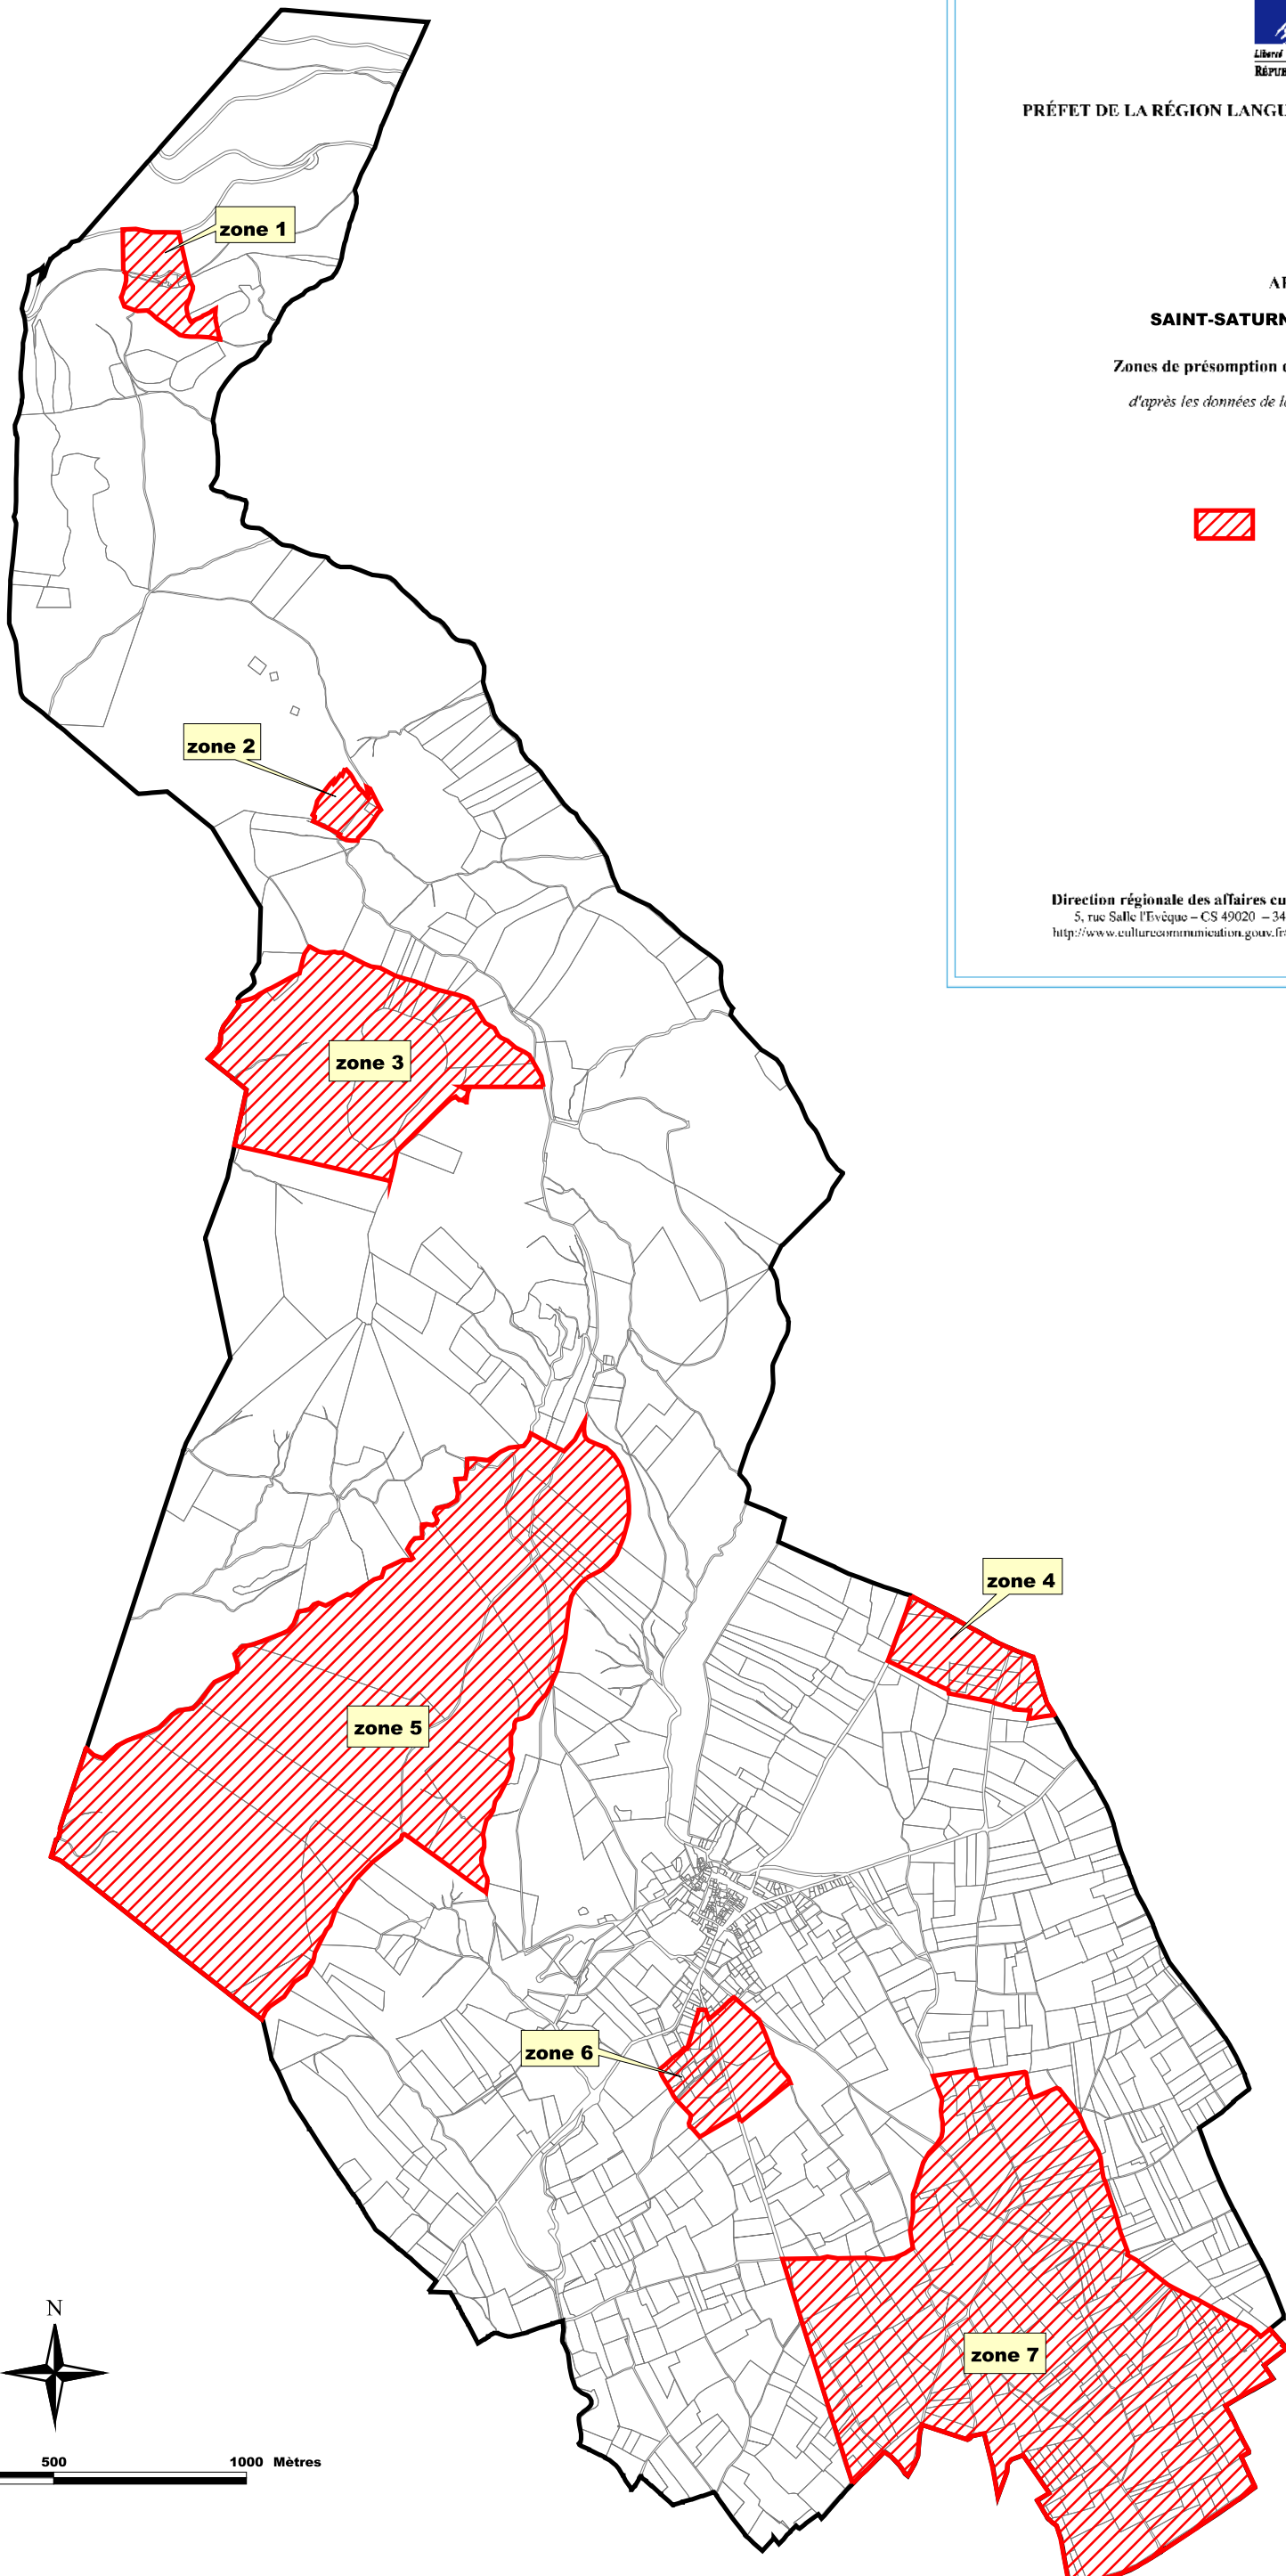 Liberté
RÉPUB
PRÉFET DE LA RÉGION LANGU
zone 1
SAINT-SATURN
Zones de présomption
d'après les données de
zone 2
Direction régionale des affaires cu
5, rue Salle l'Evêque – CS 49020 – 34
http://www.culturecommunication.gouv.fr
zone 3
zone 4
zone 5
zone 6
zone 7
N
500 1000 Mètres